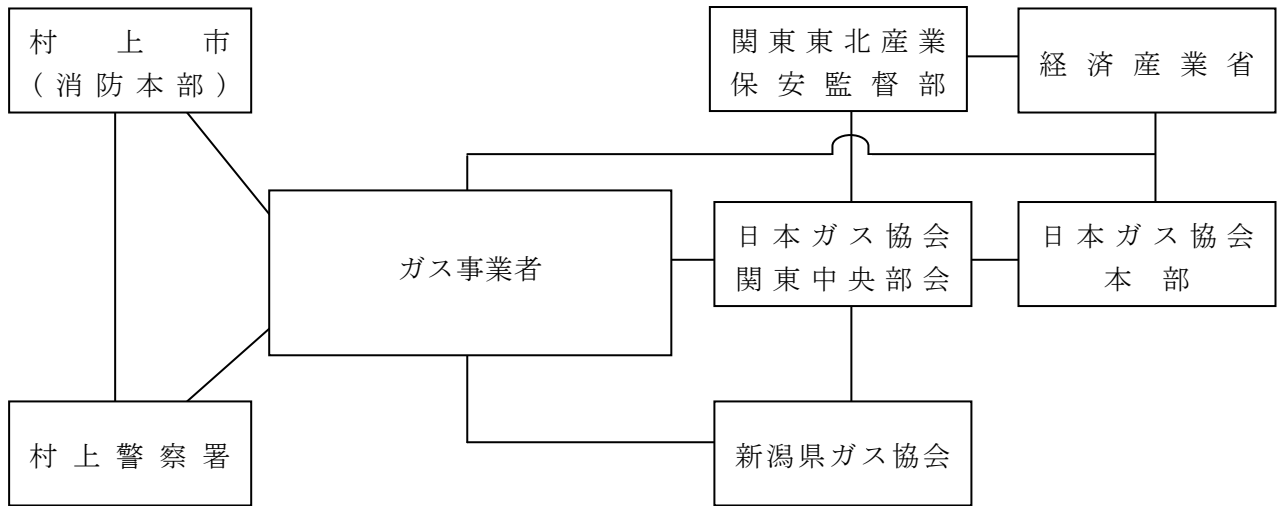 村上市
(消防本部)
関東東北産業
保安監督部
経済産業省
ガス事業者
日本ガス協会
関東中央部会
日本ガス協会
本部
村上警察署
新潟県ガス協会